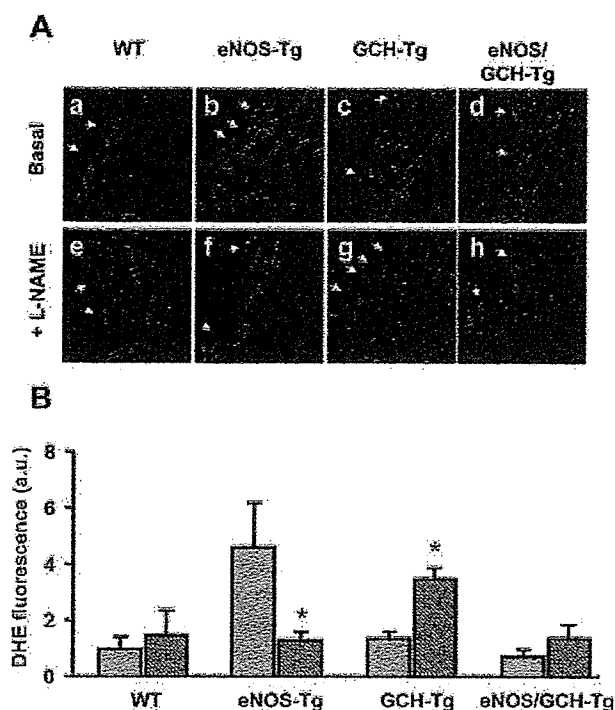 A
WT eNOS-Tg GCH-Tg eNOS/
GCH-Tg
Basal
a b c d
+ L-NAME
e f g h
B
DHE fluorescence (a.u.)
8
6
4
2
0
*
*
WT eNOS-Tg GCH-Tg eNOS/GCH-Tg